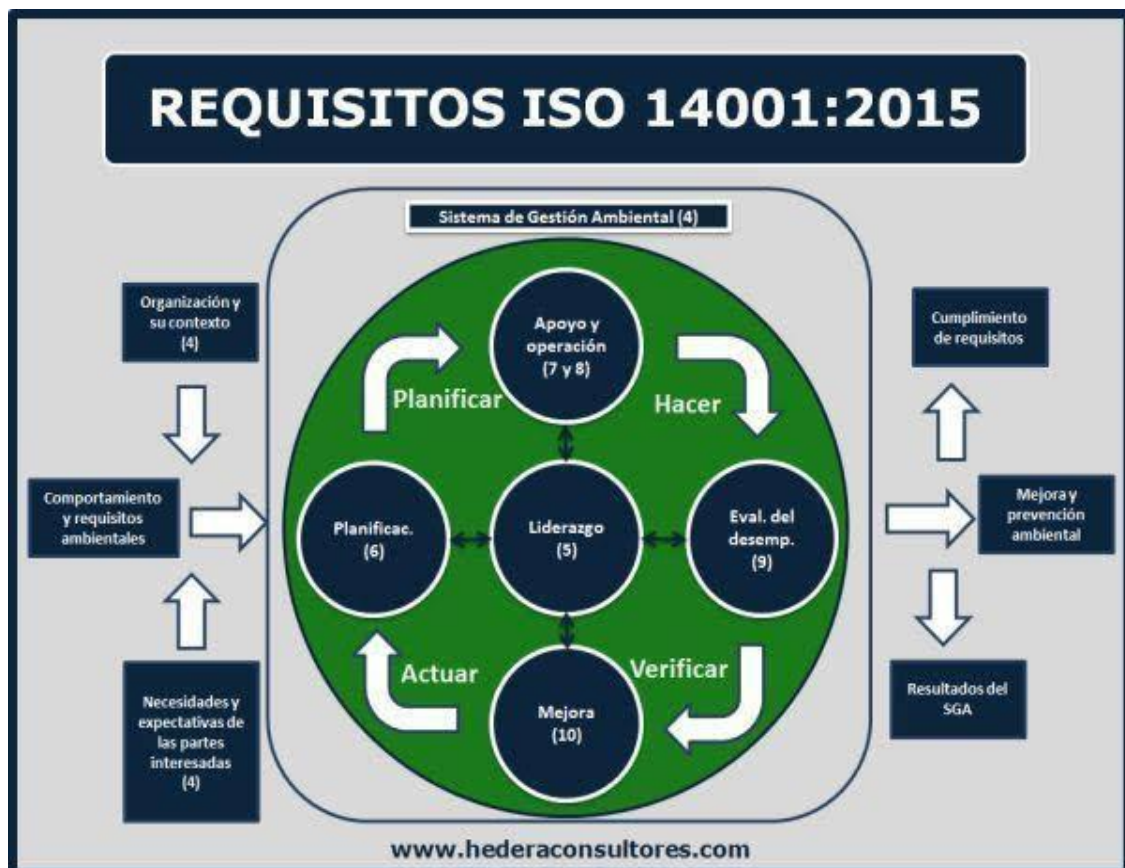 REQUISITOS ISO 14001:2015
Sistema de Gestión Ambiental (4)
Organización y
su contexto
(4)
Comportamiento
y requisitos
ambientales
Necesidades y
expectativas de
las partes
interesadas
(4)
Apoyo y
operación
(7 y 8)
Planificar
Hacer
Planificac.
(6)
Liderazgo
(5)
Eval. del
desemp.
(9)
Actuar
Verificar
Mejora
(10)
Cumplimiento
de requisitos
Mejora y
prevención
ambiental
Resultados del
SGA
www.hederaconsultores.com